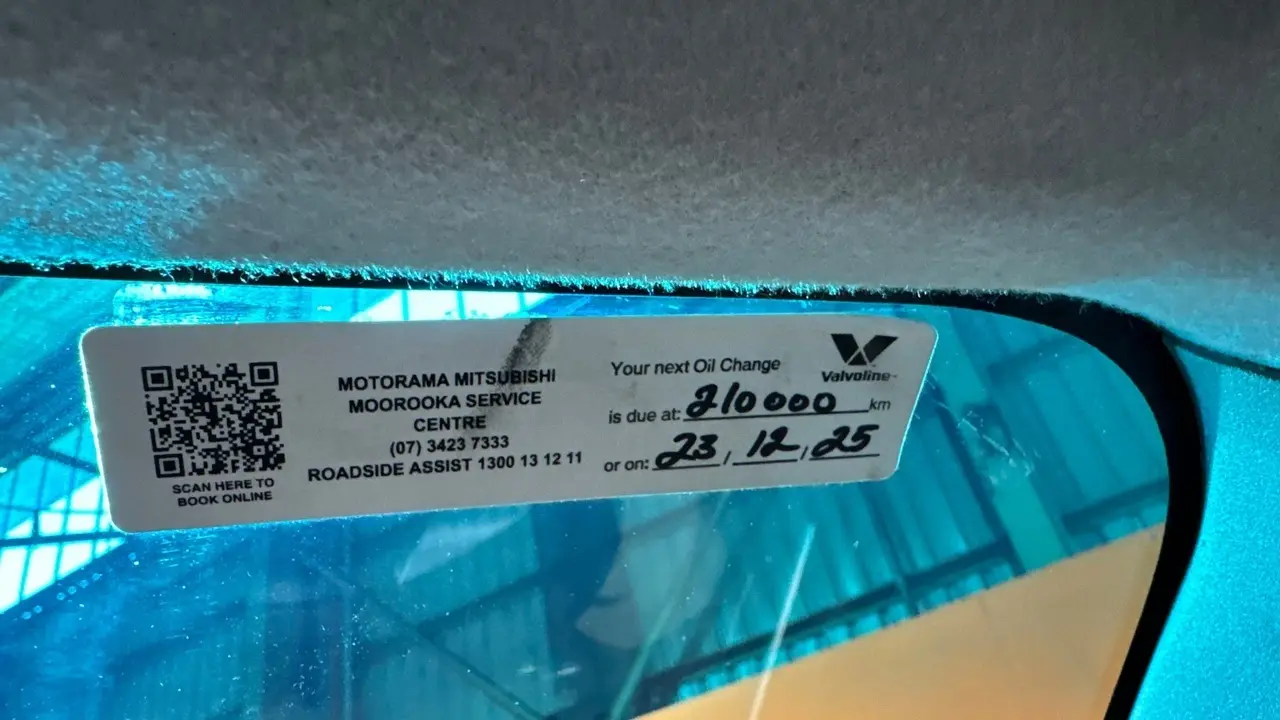 MOTORAMA MITSUBISHI
MOOROOKA SERVICE
CENTRE
(07) 3423 7333
ROADSIDE ASSIST 1300 13 12 11
SCAN HERE TO
BOOK ONLINE
Valvoline™
Your next Oil Change
is due at: 210000 km
or on: 23 / 12 / 25